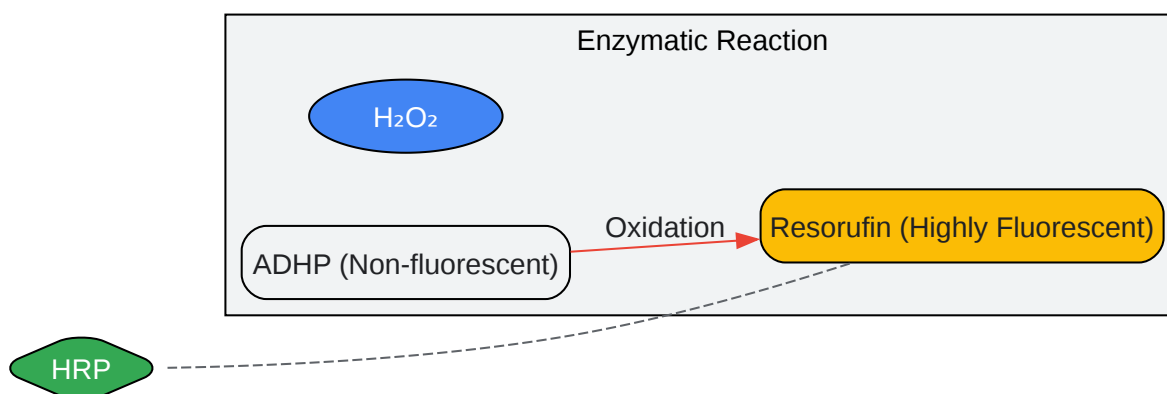 Enzymatic Reaction
H₂O₂
Oxidation
Resorufin (Highly Fluorescent)
ADHP (Non-fluorescent)
HRP